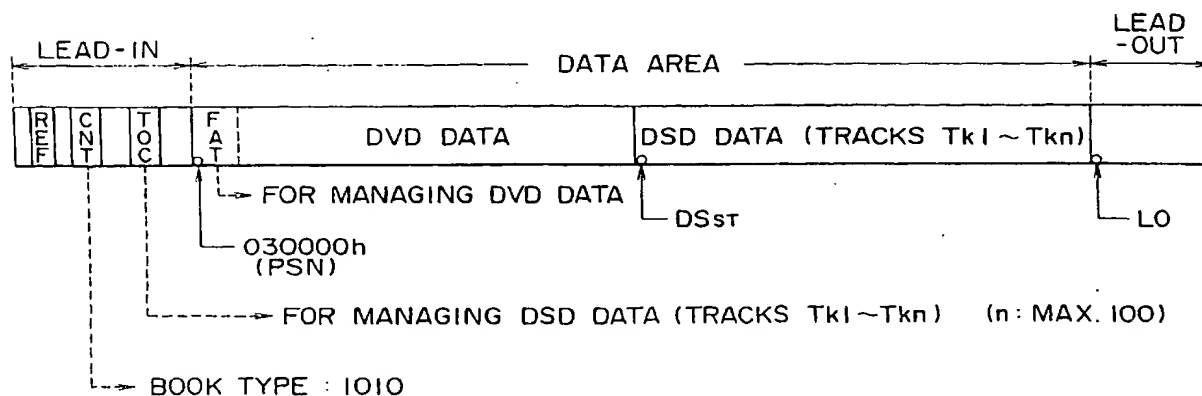 LEAD-IN
DATA AREA
LEAD
-OUT
REF
CNT
TOC
FAT
DVD DATA
DSD DATA (TRACKS Tk1~Tkn)
FOR MANAGING DVD DATA
DSST
LO
030000h
(PSN)
FOR MANAGING DSD DATA (TRACKS Tk1~Tkn) (n: MAX. 100)
BOOK TYPE : 1010